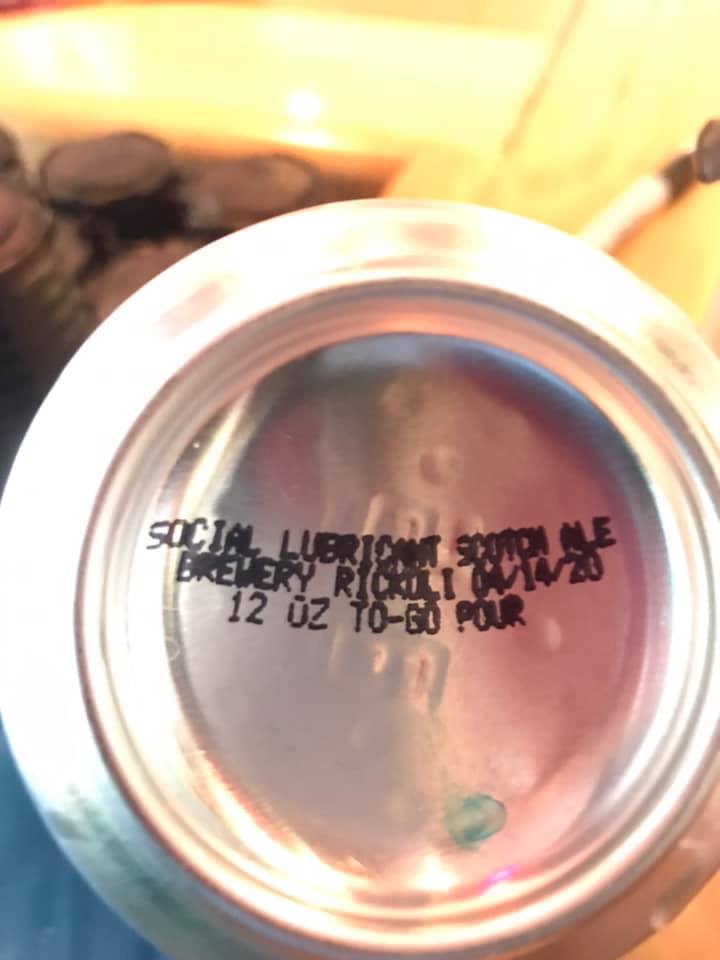 SOCIAL LUBRICANT SCOTCH ALE
BREWERY RICKOLI 04/14/20
12 OZ TO-GO POUR